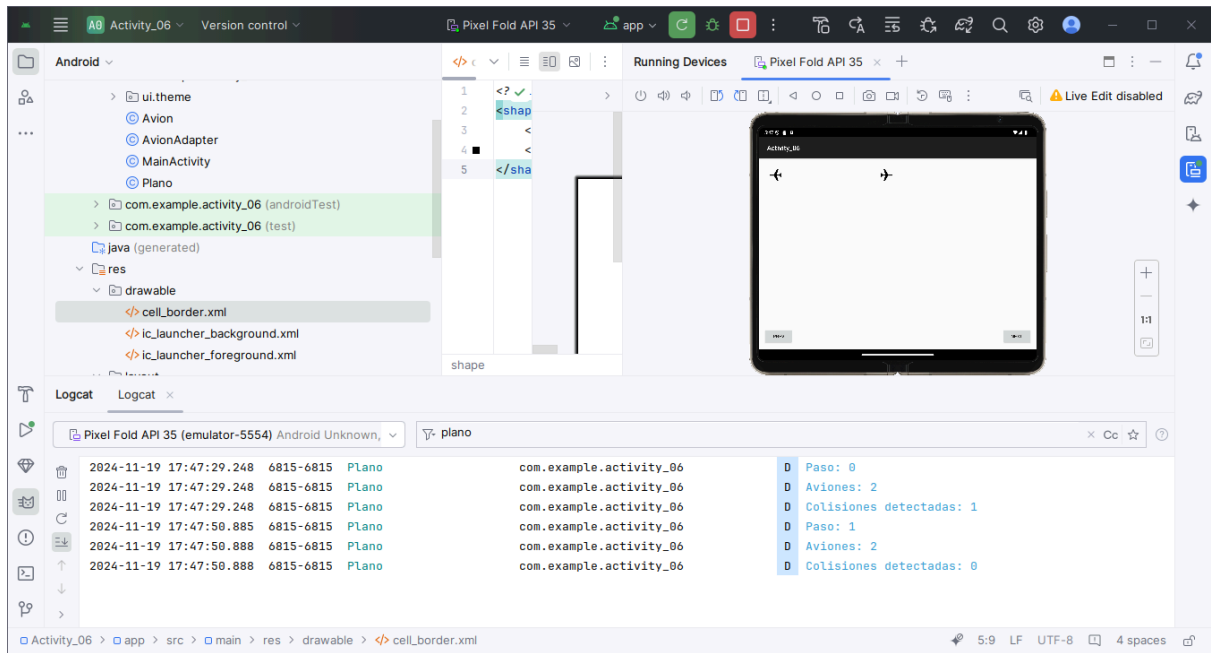 A0 Activity_06 Version control Pixel Fold API 35 app
Android
ui.theme
Avion
AvionAdapter
MainActivity
Plano
com.example.activity_06 (androidTest)
com.example.activity_06 (test)
java (generated)
res
drawable
cell_border.xml
ic_launcher_background.xml
ic_launcher_foreground.xml
1 <?
2 <shap
3 <
4 <
5 </sha
shape
Running Devices Pixel Fold API 35
Live Edit disabled
Activity_06
1:1
Logcat Logcat
Pixel Fold API 35 (emulator-5554) Android Unknown, plano Cc
2024-11-19 17:47:29.248 6815-6815 Plano com.example.activity_06 D Paso: 0
2024-11-19 17:47:29.248 6815-6815 Plano com.example.activity_06 D Aviones: 2
2024-11-19 17:47:29.248 6815-6815 Plano com.example.activity_06 D Colisiones detectadas: 1
2024-11-19 17:47:50.885 6815-6815 Plano com.example.activity_06 D Paso: 1
2024-11-19 17:47:50.888 6815-6815 Plano com.example.activity_06 D Aviones: 2
2024-11-19 17:47:50.888 6815-6815 Plano com.example.activity_06 D Colisiones detectadas: 0
Activity_06 > app > src > main > res > drawable > cell_border.xml 5:9 LF UTF-8 4 spaces